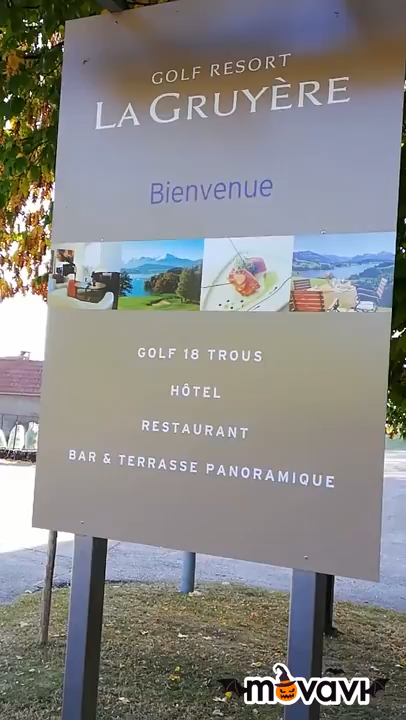 GOLF RESORT
LA GRUYÈRE
Bienvenue
GOLF 18 TROUS
HÔTEL
RESTAURANT
BAR & TERRASSE PANORAMIQUE
movavi